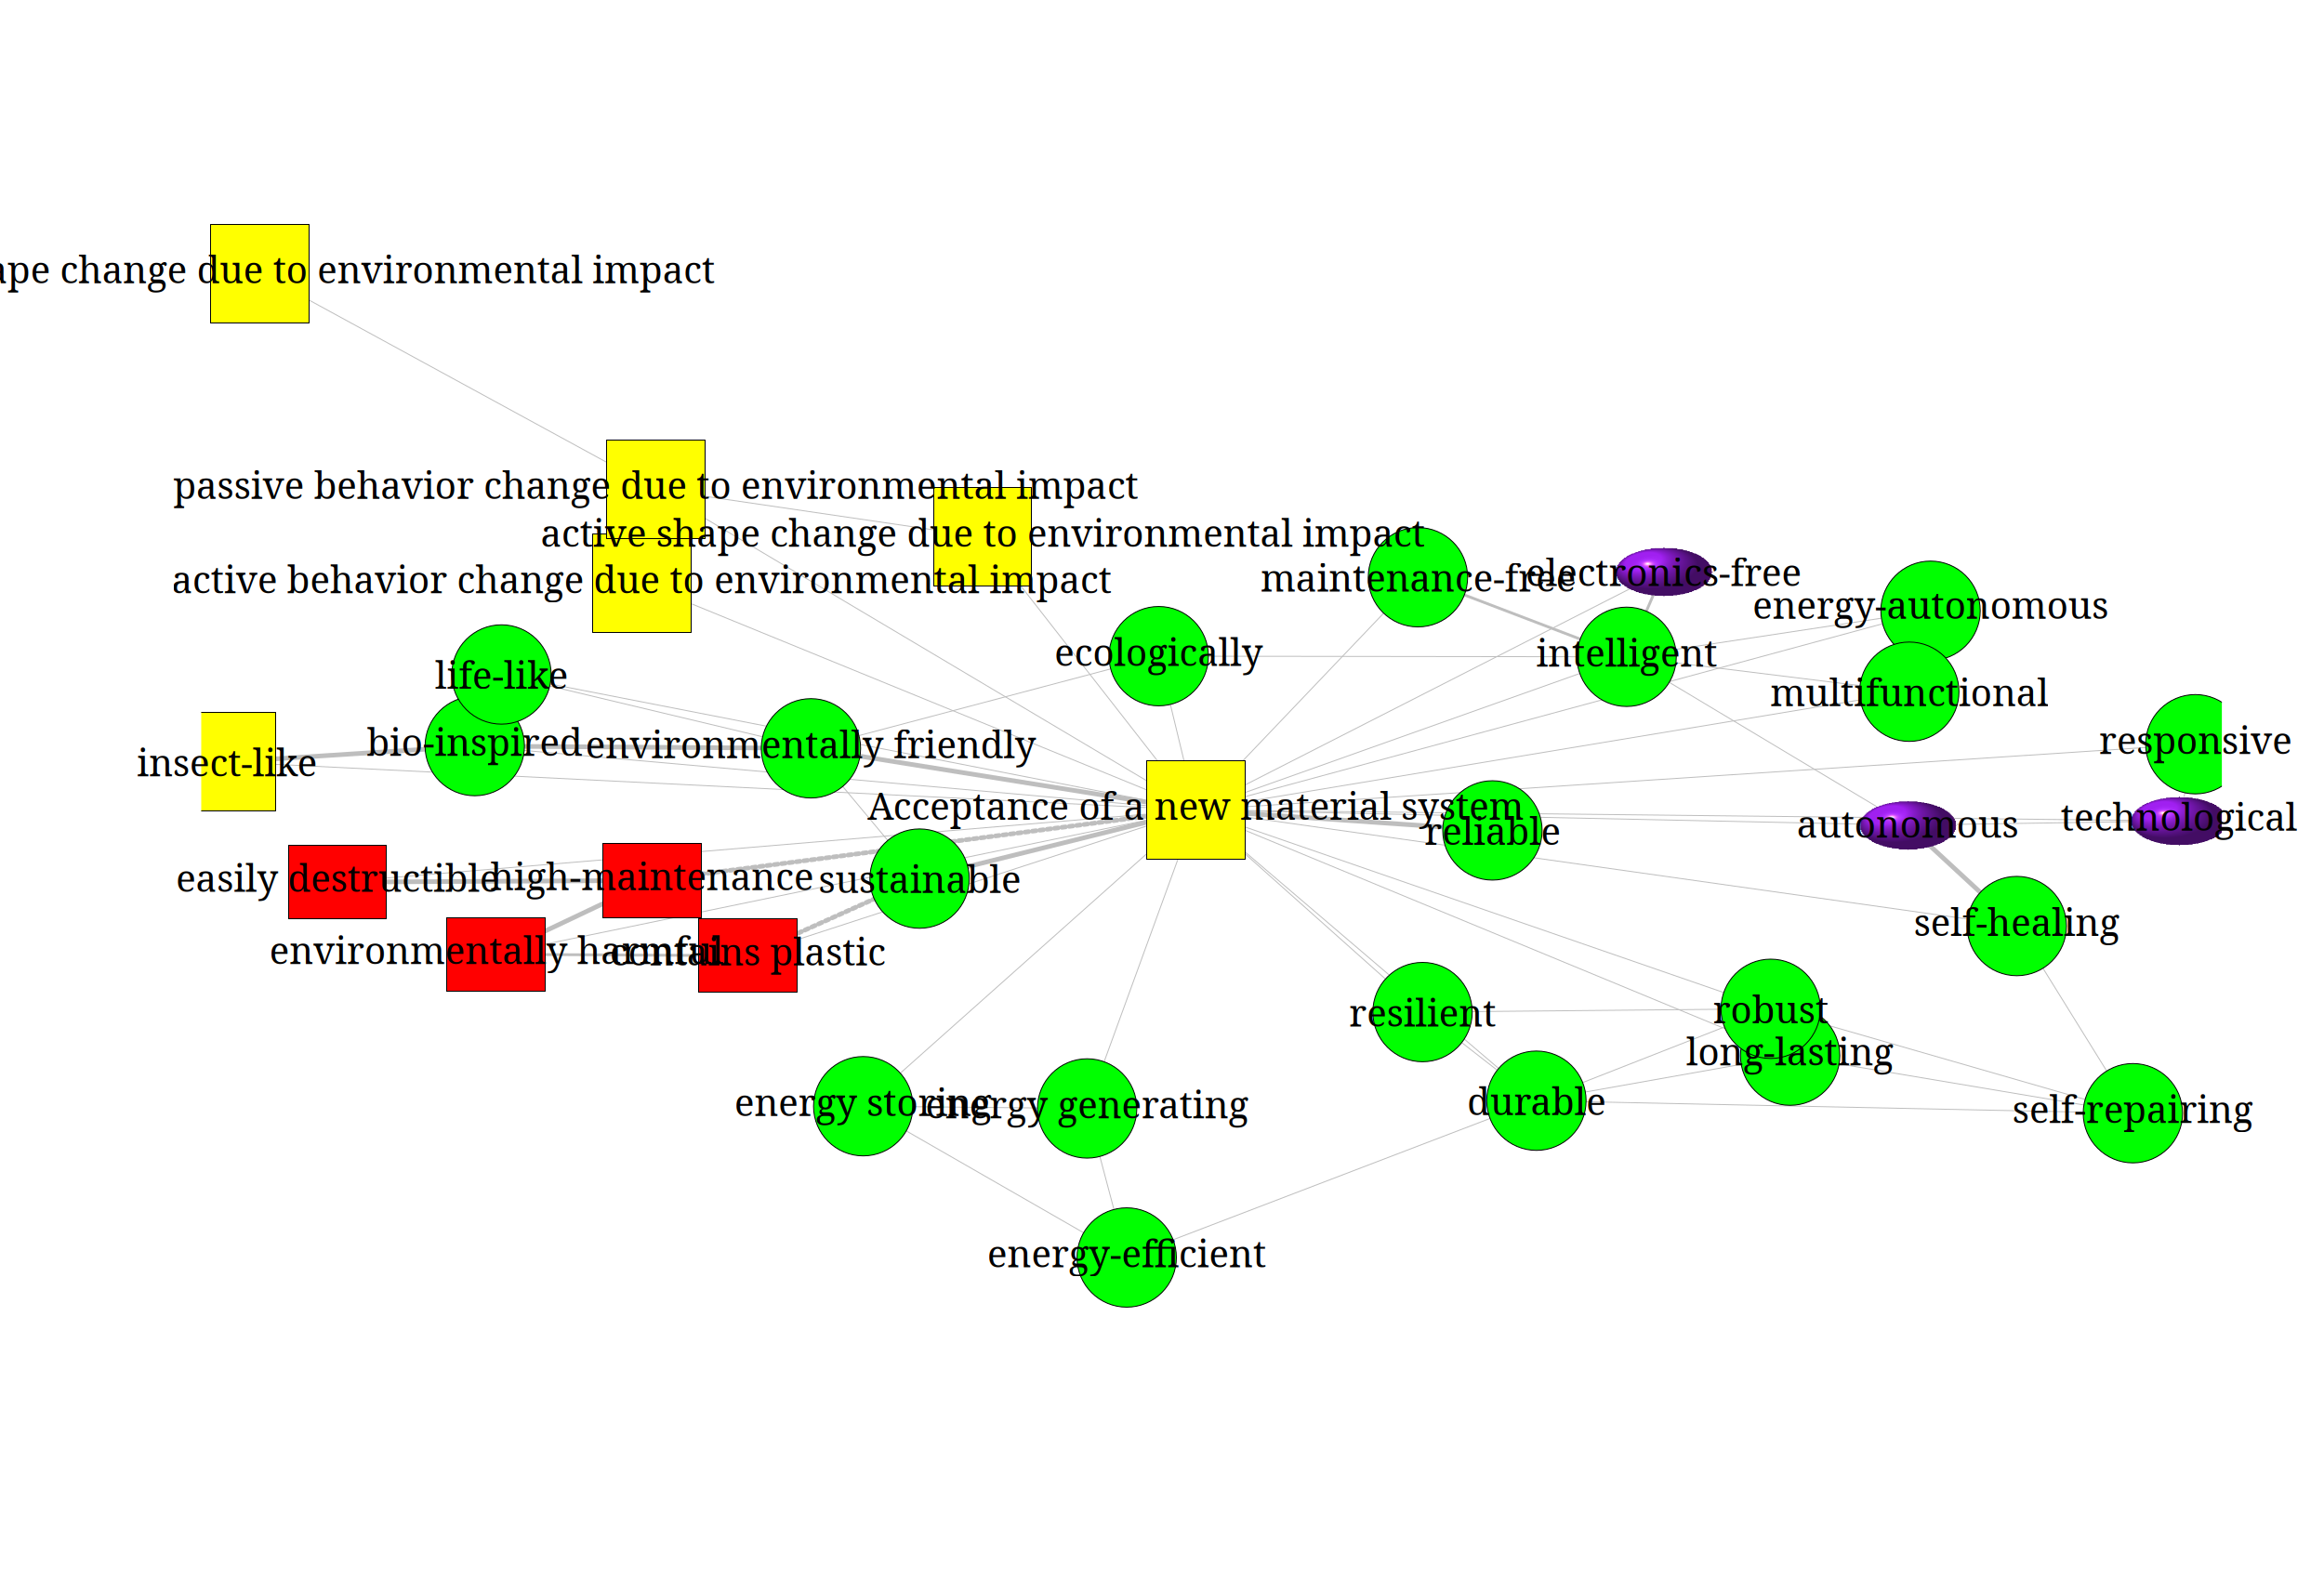 ape change due to environmental impact
passive behavior change due to environmental impact
active shape change due to environmental impact
active behavior change due to environmental impact
maintenance-free
electronics-free
energy-autonomous
ecologically
intelligent
life-like
multifunctional
bio-inspired
environmentally friendly
responsive
insect-like
Acceptance of a new material system
reliable
autonomous
technological
easily destructible
high-maintenance
sustainable
self-healing
environmentally harmful
contains plastic
resilient
robust
long-lasting
energy storing
energy generating
durable
self-repairing
energy-efficient